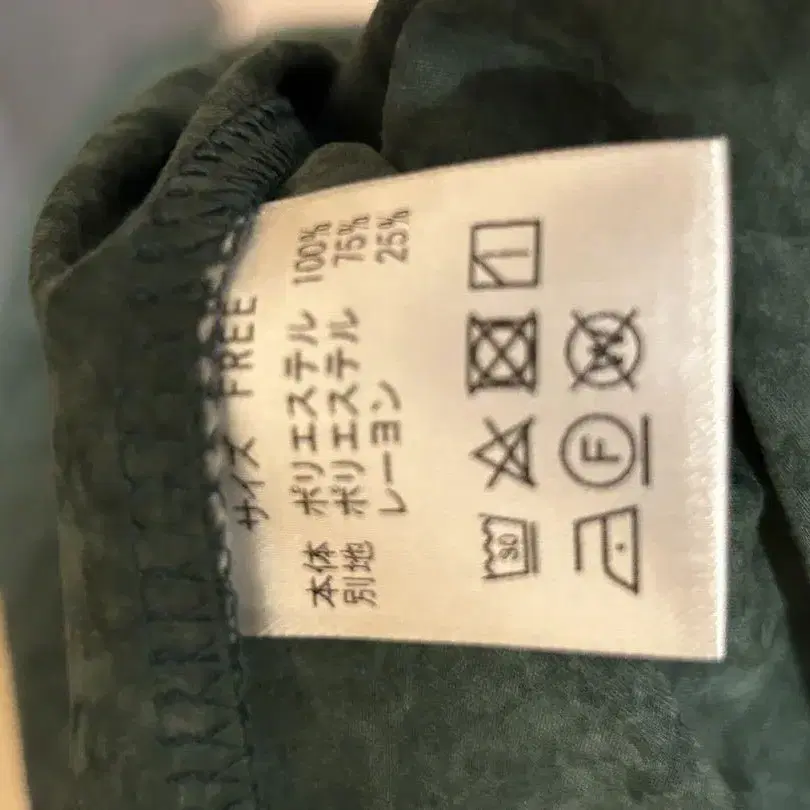 サイズ FREE
本体 ポリエステル 100%
別地 ポリエステル 75%
レーヨン 25%
30
F
W